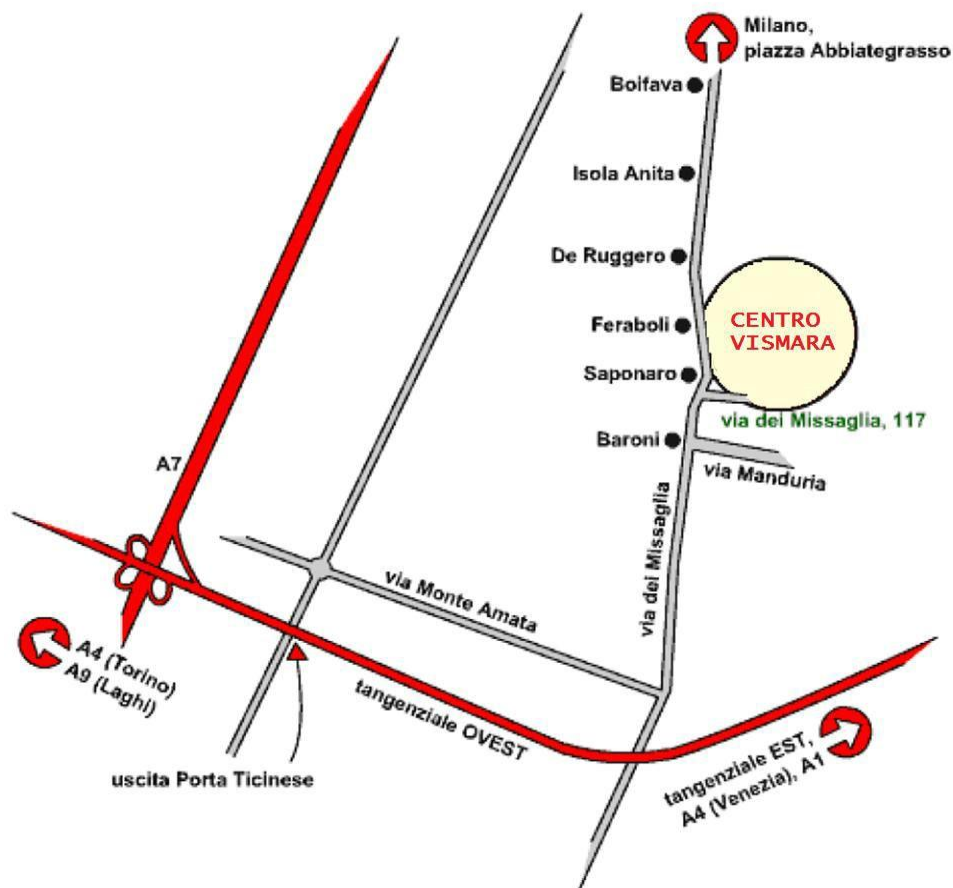 Milano,
piazza Abbiategrasso
Boifava
Isola Anita
De Ruggero
Feraboli
CENTRO
VISMARA
Saponaro
via dei Missaglia, 117
Baroni
via Manduria
A7
via dei Missaglia
via Monte Amata
A4 (Torino)
A9 (Laghi)
tangenziale OVEST
uscita Porta Ticinese
tangenziale EST,
A4 (Venezia), A1